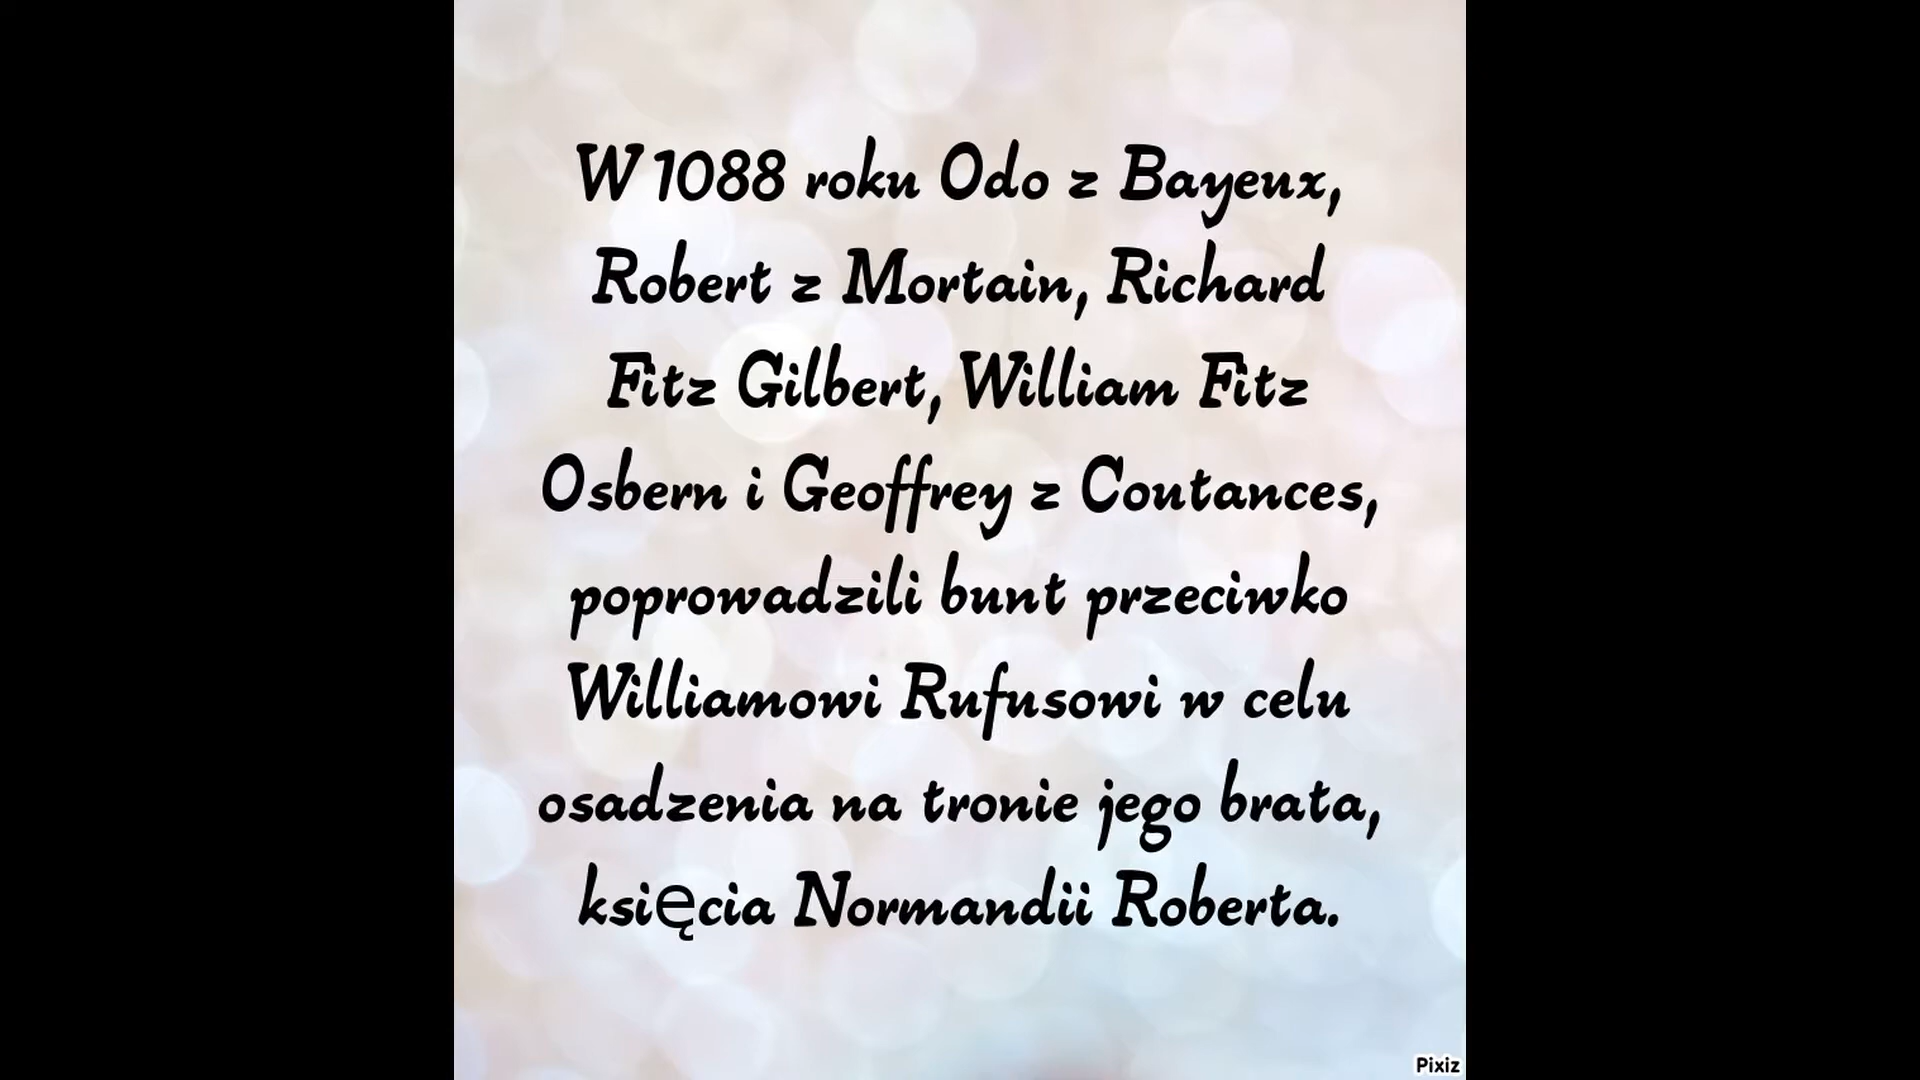 W 1088 roku Odo z Bayeux,
Robert z Mortain, Richard
Fitz Gilbert, William Fitz
Osbern i Geoffrey z Coutances,
poprowadzili bunt przeciwko
Williamowi Rufusowi w celu
osadzenia na tronie jego brata,
księcia Normandii Roberta.
Pixiz